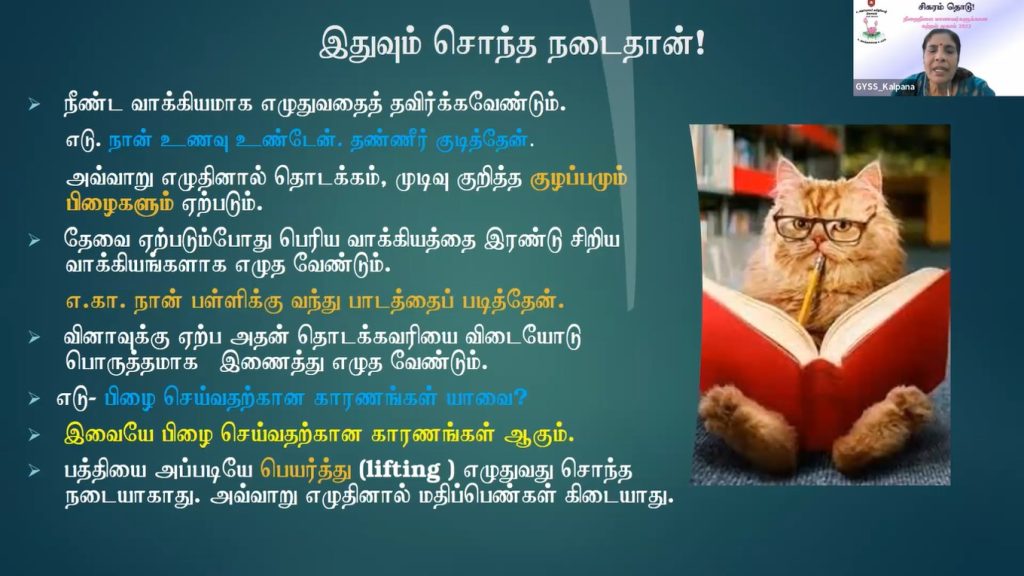 இதுவும் சொந்த நடைதான்!
சிகரம் தொடு!
GYSS_Kalpana
➢ நீண்ட வாக்கியமாக எழுதுவதைத் தவிர்க்கவேண்டும்.
எடு. நான் உணவு உண்டேன். தண்ணீர் குடித்தேன்.
அவ்வாறு எழுதினால் தொடக்கம், முடிவு குறித்த குழப்பமும்
பிழைகளும் ஏற்படும்.
➢ தேவை ஏற்படும்போது பெரிய வாக்கியத்தை இரண்டு சிறிய
வாக்கியங்களாக எழுத வேண்டும்.
எ.கா. நான் பள்ளிக்கு வந்து பாடத்தைப் படித்தேன்.
➢ வினாவுக்கு ஏற்ப அதன் தொடக்கவரியை விடையோடு
பொருத்தமாக இணைத்து எழுத வேண்டும்.
➢ எடு- பிழை செய்வதற்கான காரணங்கள் யாவை?
➢ இவையே பிழை செய்வதற்கான காரணங்கள் ஆகும்.
➢ பத்தியை அப்படியே பெயர்த்து (lifting ) எழுதுவது சொந்த
நடையாகாது. அவ்வாறு எழுதினால் மதிப்பெண்கள் கிடையாது.